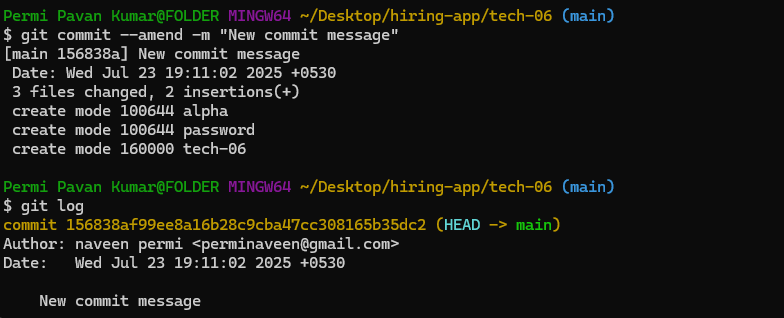 Permi Pavan Kumar@FOLDER MINGW64 ~/Desktop/hiring-app/tech-06 (main)
$ git commit --amend -m "New commit message"
[main 156838a] New commit message
 Date: Wed Jul 23 19:11:02 2025 +0530
 3 files changed, 2 insertions(+)
 create mode 100644 alpha
 create mode 100644 password
 create mode 160000 tech-06
Permi Pavan Kumar@FOLDER MINGW64 ~/Desktop/hiring-app/tech-06 (main)
$ git log
commit 156838af99ee8a16b28c9cba47cc308165b35dc2 (HEAD -> main)
Author: naveen permi <perminaveen@gmail.com>
Date:   Wed Jul 23 19:11:02 2025 +0530
    New commit message